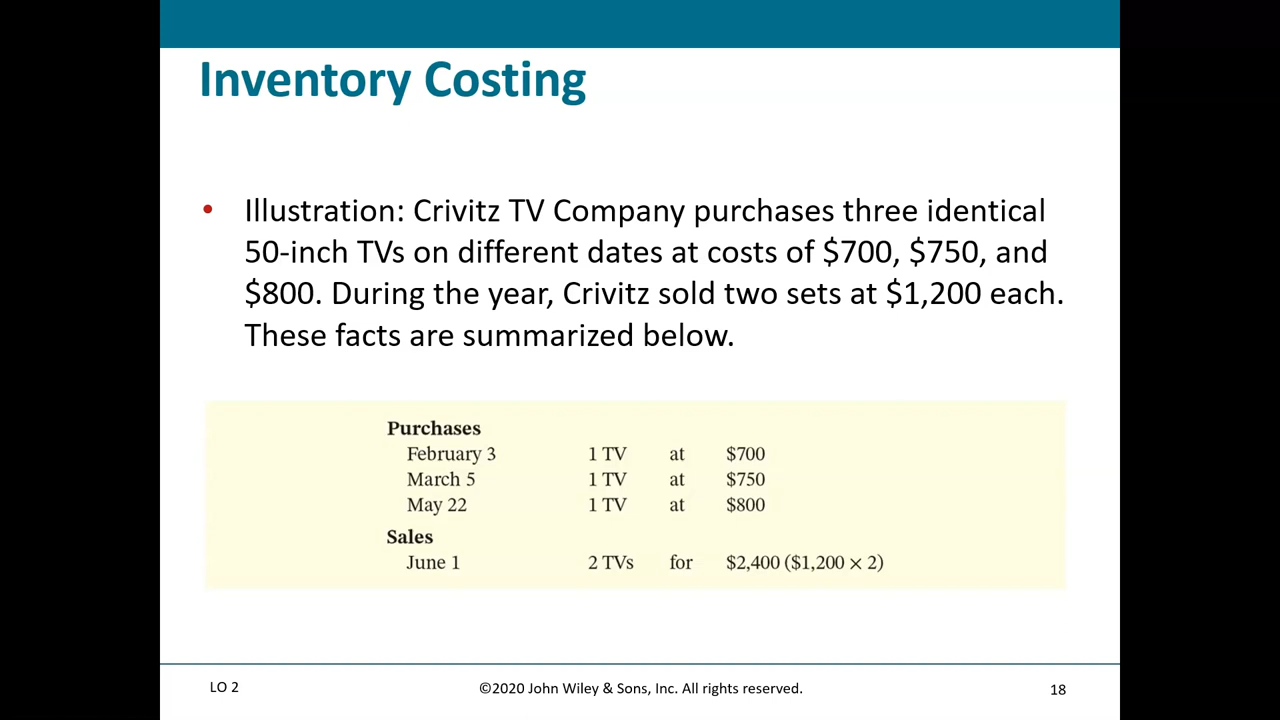 Inventory Costing
• Illustration: Crivitz TV Company purchases three identical
50-inch TVs on different dates at costs of $700, $750, and
$800. During the year, Crivitz sold two sets at $1,200 each.
These facts are summarized below.
Purchases
February 3 1 TV at $700
March 5 1 TV at $750
May 22 1 TV at $800
Sales
June 1 2 TVs for $2,400 ($1,200 × 2)
LO 2 ©2020 John Wiley & Sons, Inc. All rights reserved. 18